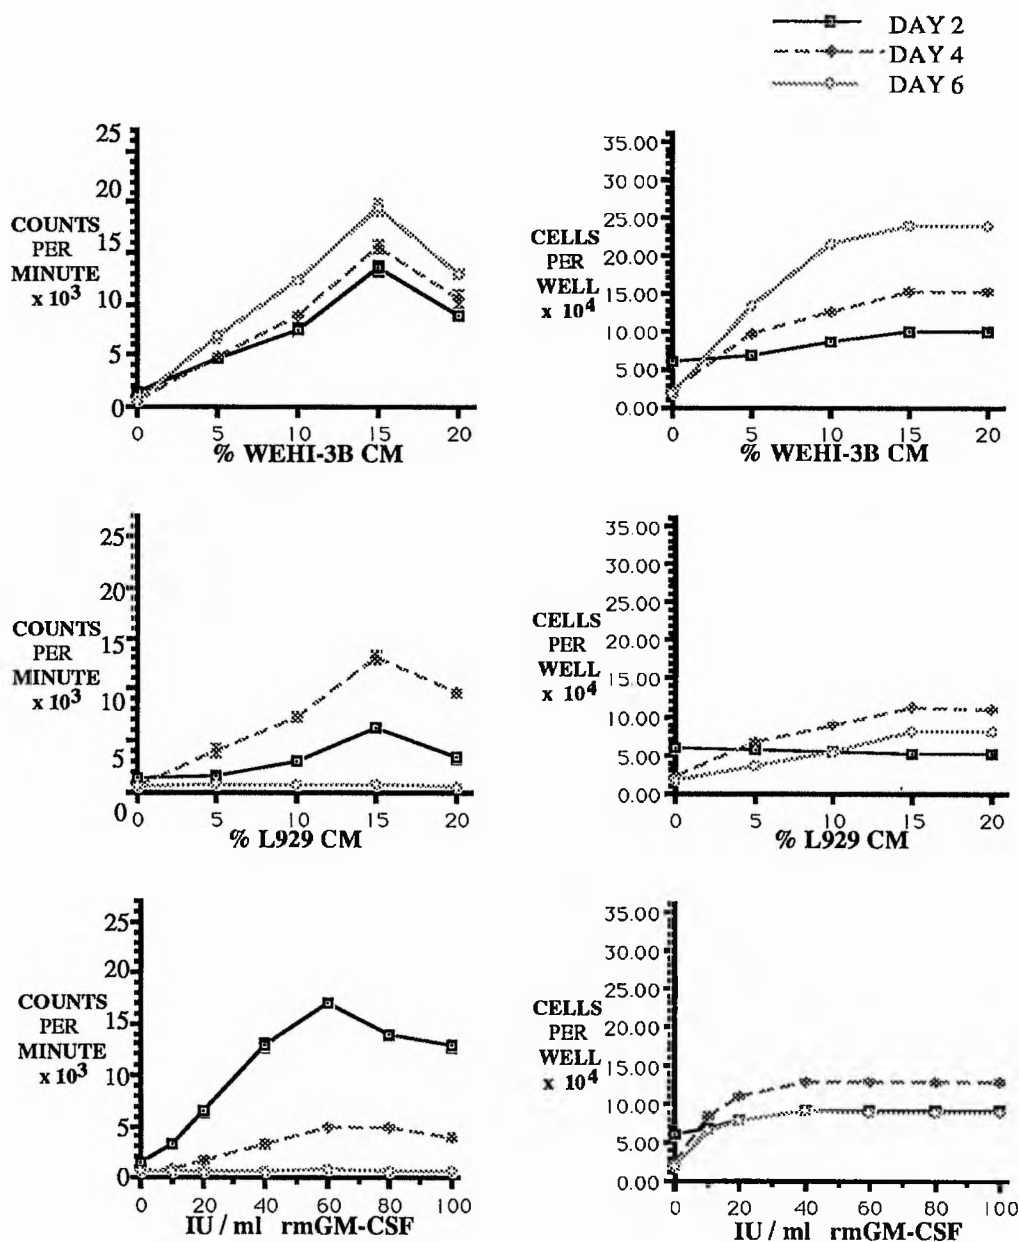 DAY 2
DAY 4
DAY 6
25
20
15
10
5
0
COUNTS
PER
MINUTE
x 10³
0 5 10 15 20
% WEHI-3B CM
35.00
30.00
25.00
20.00
15.00
10.00
5.00
0.00
CELLS
PER
WELL
x 10⁴
0 5 10 15 20
% WEHI-3B CM
25
20
15
10
5
0
COUNTS
PER
MINUTE
x 10³
0 5 10 15 20
% L929 CM
35.00
30.00
25.00
20.00
15.00
10.00
5.00
0.00
CELLS
PER
WELL
x 10⁴
0 5 10 15 20
% L929 CM
25
20
15
10
5
0
COUNTS
PER
MINUTE
x 10³
0 20 40 60 80 100
IU / ml rmGM-CSF
35.00
30.00
25.00
20.00
15.00
10.00
5.00
0.00
CELLS
PER
WELL
x 10⁴
0 20 40 60 80 100
IU / ml rmGM-CSF